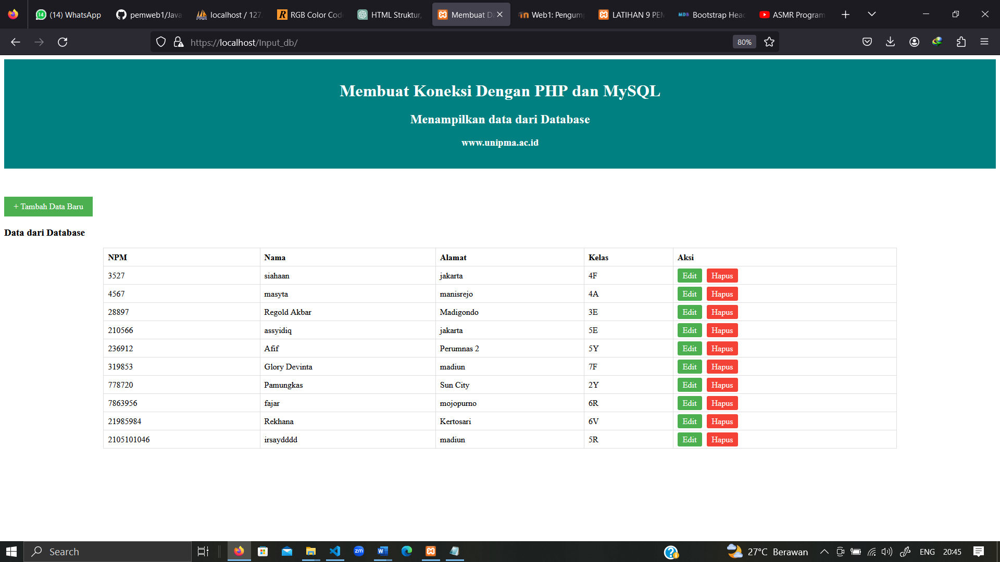 (14) WhatsApp
pemweb1/Java
localhost / 127.
RGB Color Code
HTML Struktur,
Membuat Da
Web1: Pengump
LATIHAN 9 PEM
Bootstrap Head
ASMR Program
https://localhost/Input_db/
80%
Membuat Koneksi Dengan PHP dan MySQL
Menampilkan data dari Database
www.unipma.ac.id
+ Tambah Data Baru
Data dari Database
NPM Nama Alamat Kelas Aksi
3527 siahaan jakarta 4F Edit Hapus
4567 masyta manisrejo 4A Edit Hapus
28897 Regold Akbar Madigondo 3E Edit Hapus
210566 assyidiq jakarta 5E Edit Hapus
236912 Afif Perumnas 2 5Y Edit Hapus
319853 Glory Devinta madiun 7F Edit Hapus
778720 Pamungkas Sun City 2Y Edit Hapus
7863956 fajar mojopurno 6R Edit Hapus
21985984 Rekhana Kertosari 6V Edit Hapus
2105101046 irsaydddd madiun 5R Edit Hapus
Search
27°C Berawan
ENG
20:45